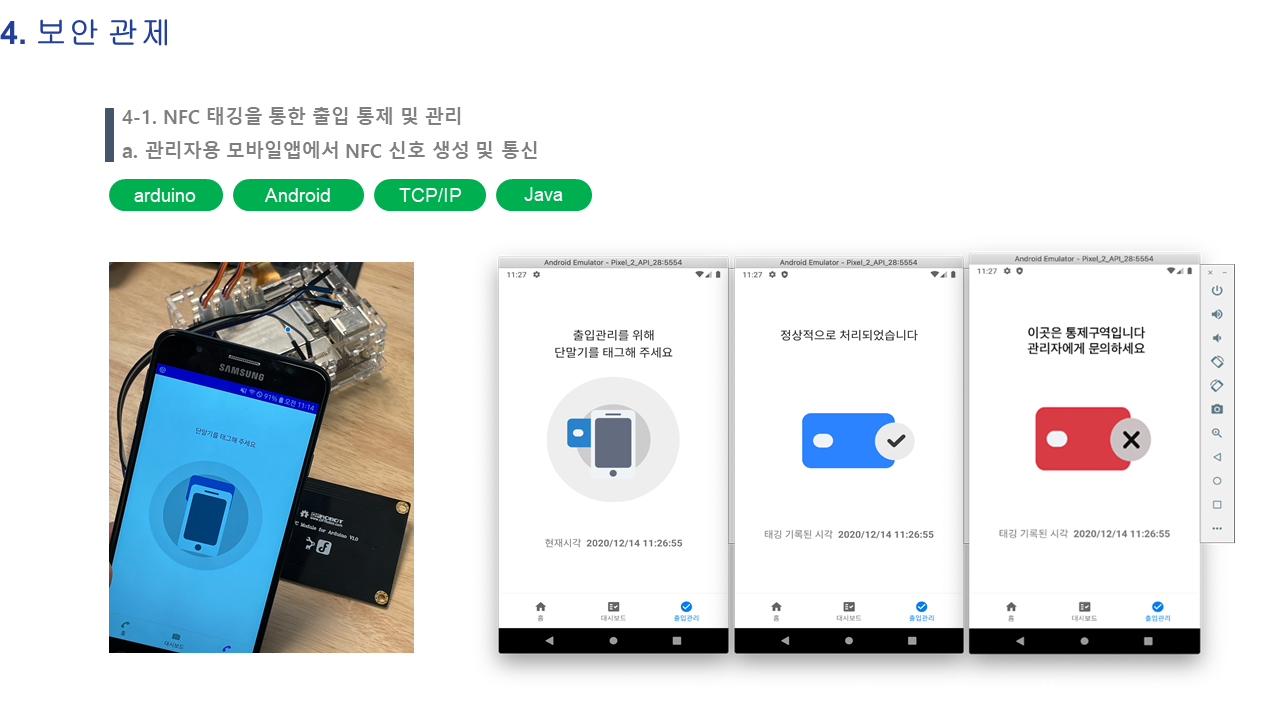 4. 보안 관제
4-1. NFC 태깅을 통한 출입 통제 및 관리
a. 관리자용 모바일앱에서 NFC 신호 생성 및 통신
arduino
Android
TCP/IP
Java
SAMSUNG
91% 오전 11:14
단말기를 태그해 주세요
홈
대시보드
NFC Module for Arduino V1.0
Android Emulator - Pixel_2_API_28:5554
11:27
출입관리를 위해
단말기를 태그해 주세요
현재시각 2020/12/14 11:26:55
홈
대시보드
출입관리
Android Emulator - Pixel_2_API_28:5554
11:27
정상적으로 처리되었습니다
태깅 기록된 시각 2020/12/14 11:26:55
홈
대시보드
출입관리
Android Emulator - Pixel_2_API_28:5554
11:27
이곳은 통제구역입니다
관리자에게 문의하세요
태깅 기록된 시각 2020/12/14 11:26:55
홈
대시보드
출입관리